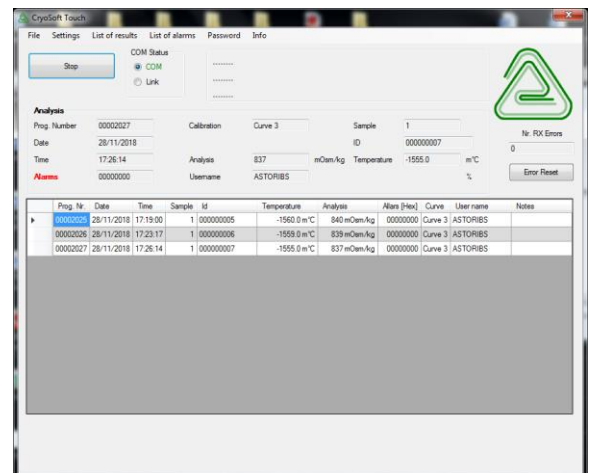 CryoSoft Touch
File Settings List of results List of alarms Password Info
Stop
COM Status
COM
Link
--------
--------
--------
Analysis
Prog. Number 00002027 Calibration Curve 3 Sample 1
Date 28/11/2018 ID 000000007
Time 17:26:14 Analysis 837 mOsm/kg Temperature -1555.0 m°C
Alarms 00000000 Username ASTORIBS %
Nr. RX Errors
0
Error Reset
Prog. Nr. Date Time Sample Id Temperature Analysis Allarm [Hex] Curve User name Notes
00002025 28/11/2018 17:19:00 1 000000005 -1560.0 m°C 840 mOsm/kg 00000000 Curve 3 ASTORIBS
00002026 28/11/2018 17:23:17 1 000000006 -1559.0 m°C 839 mOsm/kg 00000000 Curve 3 ASTORIBS
00002027 28/11/2018 17:26:14 1 000000007 -1555.0 m°C 837 mOsm/kg 00000000 Curve 3 ASTORIBS